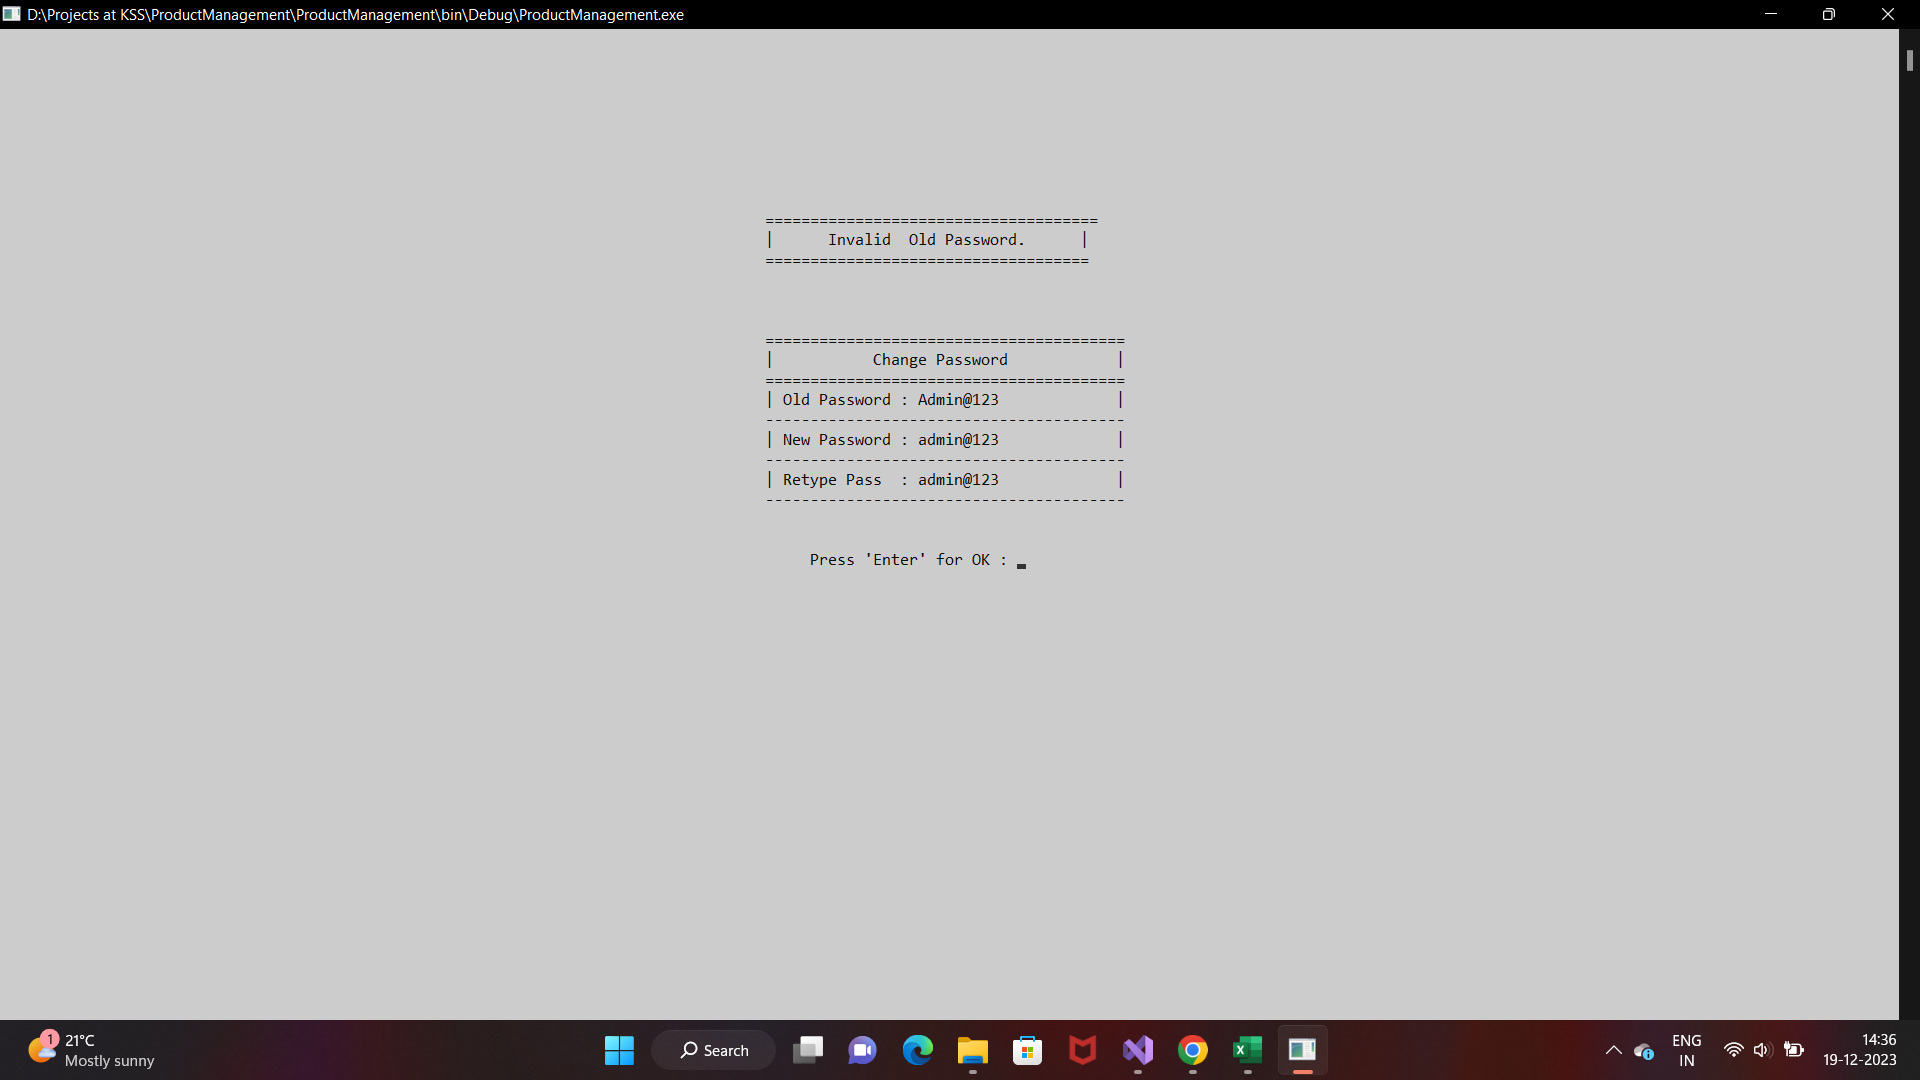 D:\Projects at KSS\ProductManagement\ProductManagement\bin\Debug\ProductManagement.exe
=====================================
|      Invalid  Old Password.      |
====================================
========================================
|           Change Password            |
========================================
| Old Password : Admin@123             |
----------------------------------------
| New Password : admin@123             |
----------------------------------------
| Retype Pass  : admin@123             |
----------------------------------------
Press 'Enter' for OK : _
1
21°C
Mostly sunny
Search
ENG
IN
14:36
19-12-2023